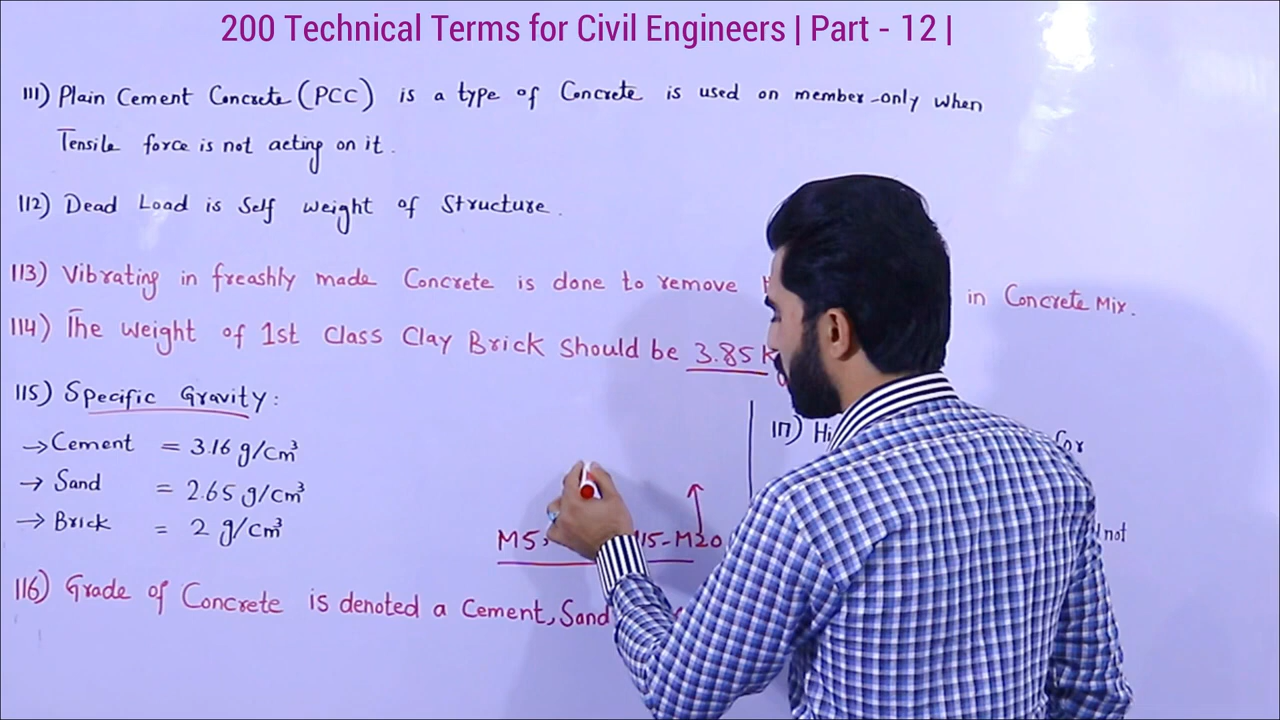 200 Technical Terms for Civil Engineers | Part - 12 |
111) Plain Cement Concrete (PCC) is a type of Concrete is used on member only when
Tensile force is not acting on it.
112) Dead Load is Self weight of Structure.
113) Vibrating in freashly made Concrete is done to remove in Concrete Mix.
114) The weight of 1st Class Clay Brick Should be 3.85
115) Specific Gravity:
→ Cement = 3.16 g/cm³
→ Sand = 2.65 g/cm³
→ Brick = 2 g/cm³
M5, M15-M20
116) Grade of Concrete is denoted a Cement, Sand
117) for
not